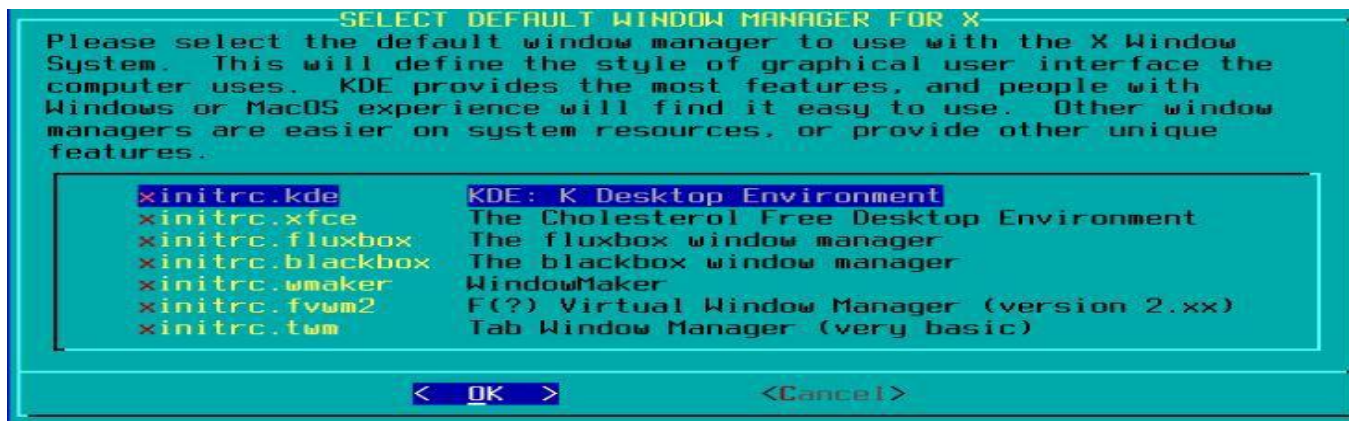 SELECT DEFAULT WINDOW MANAGER FOR X
Please select the default window manager to use with the X Window
System.  This will define the style of graphical user interface the
computer uses.  KDE provides the most features, and people with
Windows or MacOS experience will find it easy to use.  Other window
managers are easier on system resources, or provide other unique
features.
xinitrc.kde KDE: K Desktop Environment
xinitrc.xfce The Cholesterol Free Desktop Environment
xinitrc.fluxbox The fluxbox window manager
xinitrc.blackbox The blackbox window manager
xinitrc.wmaker WindowMaker
xinitrc.fvwm2 F(?) Virtual Window Manager (version 2.xx)
xinitrc.twm Tab Window Manager (very basic)
< OK > <Cancel>